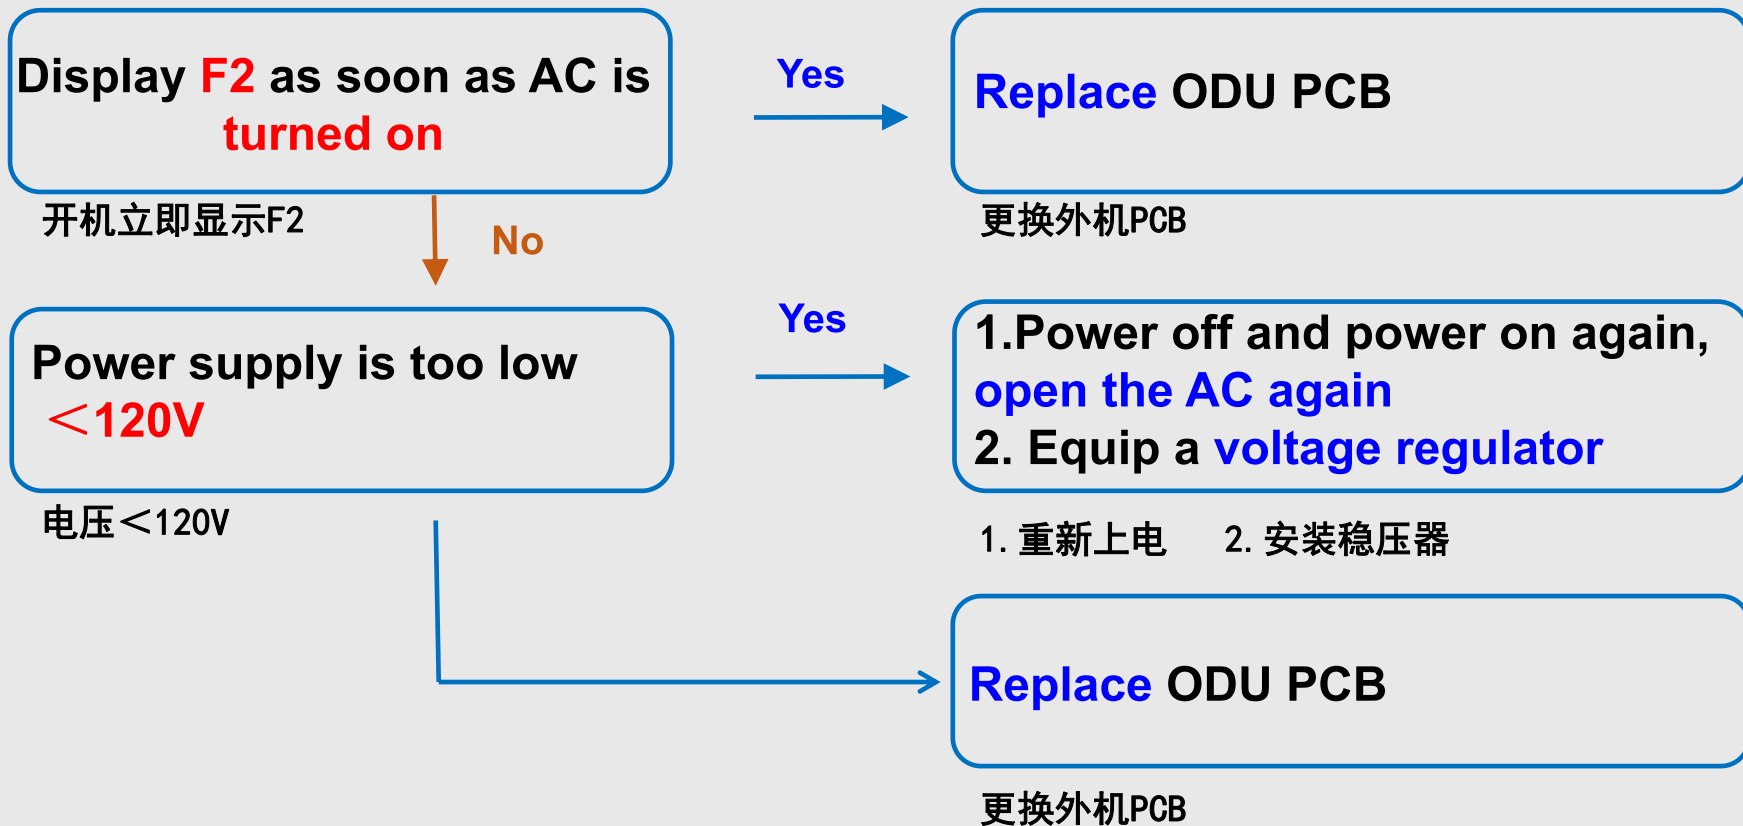 Display F2 as soon as AC is
turned on
Yes
Replace ODU PCB
开机立即显示F2
No
更换外机PCB
Power supply is too low
＜120V
Yes
1.Power off and power on again,
open the AC again
2. Equip a voltage regulator
电压＜120V
1. 重新上电 2. 安装稳压器
Replace ODU PCB
更换外机PCB